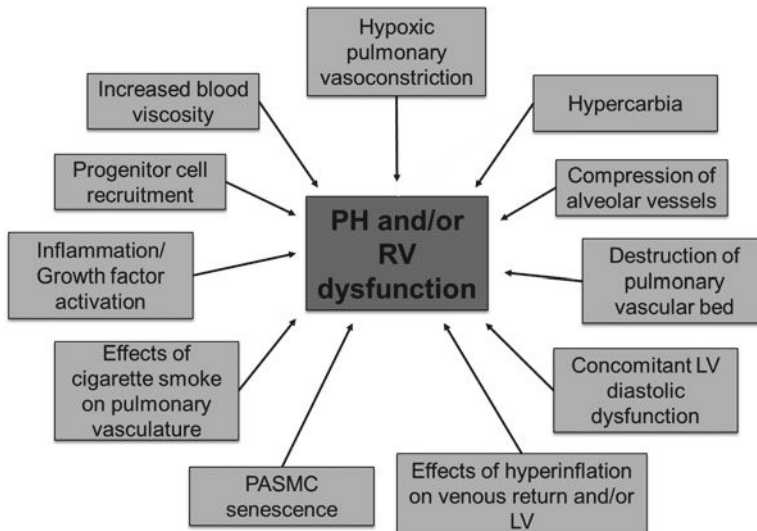 Hypoxic
pulmonary
vasoconstriction
Increased blood
viscosity
Hypercarbia
Progenitor cell
recruitment
Compression of
alveolar vessels
PH and/or
RV
dysfunction
Inflammation/
Growth factor
activation
Destruction of
pulmonary
vascular bed
Effects of
cigarette smoke
on pulmonary
vasculature
Concomitant LV
diastolic
dysfunction
PASMC
senescence
Effects of hyperinflation
on venous return and/or
LV